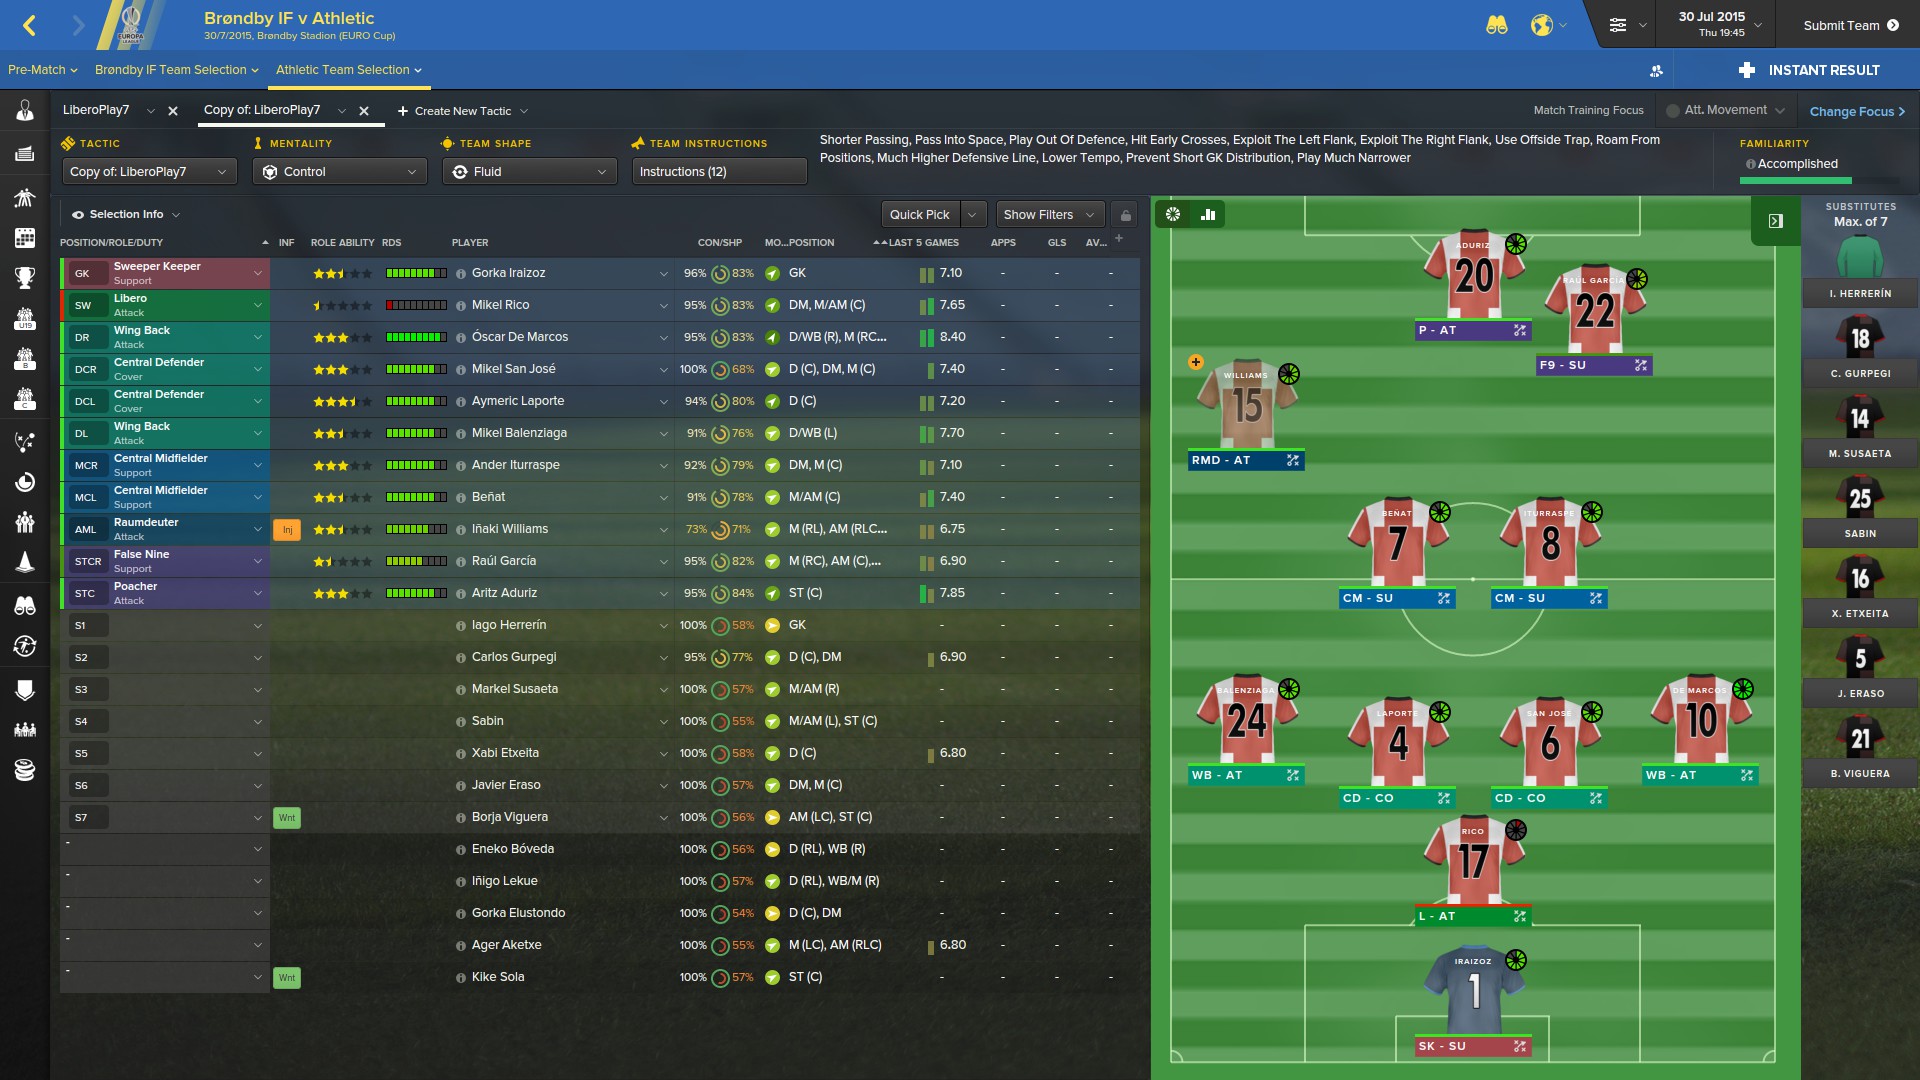 Brøndby IF v Athletic
30/7/2015, Brøndby Stadion (EURO Cup)
EUROPA
30 Jul 2015
Thu 19:45
Submit Team
Pre-Match
Brøndby IF Team Selection
Athletic Team Selection
INSTANT RESULT
LiberoPlay7
Copy of: LiberoPlay7
Create New Tactic
Match Training Focus
Att. Movement
Change Focus
TACTIC
MENTALITY
TEAM SHAPE
TEAM INSTRUCTIONS
Copy of: LiberoPlay7
Control
Fluid
Instructions (12)
Shorter Passing, Pass Into Space, Play Out Of Defence, Hit Early Crosses, Exploit The Left Flank, Exploit The Right Flank, Use Offside Trap, Roam From
Positions, Much Higher Defensive Line, Lower Tempo, Prevent Short GK Distribution, Play Much Narrower
FAMILIARITY
Accomplished
Selection Info
Quick Pick
Show Filters
POSITION/ROLE/DUTY INF ROLE ABILITY RDS PLAYER CON/SHP MO... POSITION LAST 5 GAMES APPS GLS AV...
GK Sweeper Keeper Support Gorka Iraizoz 96% 83% GK 7.10 - - -
SW Libero Attack Mikel Rico 95% 83% DM, M/AM (C) 7.65 - - -
DR Wing Back Attack Óscar De Marcos 95% 83% D/WB (R), M (RC... 8.40 - - -
DCR Central Defender Cover Mikel San José 100% 68% D (C), DM, M (C) 7.40 - - -
DCL Central Defender Cover Aymeric Laporte 94% 80% D (C) 7.20 - - -
DL Wing Back Attack Mikel Balenziaga 91% 76% D/WB (L) 7.70 - - -
MCR Central Midfielder Support Ander Iturraspe 92% 79% DM, M (C) 7.10 - - -
MCL Central Midfielder Support Beñat 91% 78% M/AM (C) 7.40 - - -
AML Raumdeuter Attack Inj Iñaki Williams 73% 71% M (RL), AM (RLC... 6.75 - - -
STCR False Nine Support Raúl García 95% 82% M (RC), AM (C),... 6.90 - - -
STC Poacher Attack Aritz Aduriz 95% 84% ST (C) 7.85 - - -
S1 Iago Herrerín 100% 58% GK - - - -
S2 Carlos Gurpegi 95% 77% D (C), DM 6.90 - - -
S3 Markel Susaeta 100% 57% M/AM (R) - - - -
S4 Sabin 100% 55% M/AM (L), ST (C) - - - -
S5 Xabi Etxeita 100% 58% D (C) 6.80 - - -
S6 Javier Eraso 100% 57% DM, M (C) - - - -
S7 Wnt Borja Viguera 100% 56% AM (LC), ST (C) - - - -
- Eneko Bóveda 100% 56% D (RL), WB (R) - - - -
- Iñigo Lekue 100% 57% D (RL), WB/M (R) - - - -
- Gorka Elustondo 100% 54% D (C), DM - - - -
- Ager Aketxe 100% 55% M (LC), AM (RLC) 6.80 - - -
- Wnt Kike Sola 100% 57% ST (C) - - - -
ADURIZ
20
P - AT
RAÚL GARCÍA
22
F9 - SU
WILLIAMS
15
RMD - AT
BEÑAT
7
CM - SU
ITURRASPE
8
CM - SU
BALENZIAGA
24
WB - AT
LAPORTE
4
CD - CO
SAN JOSÉ
6
CD - CO
DE MARCOS
10
WB - AT
RICO
17
L - AT
IRAIZOZ
1
SK - SU
SUBSTITUTES
Max. of 7
I. HERRERÍN
18
C. GURPEGI
14
M. SUSAETA
25
SABIN
16
X. ETXEITA
5
J. ERASO
21
B. VIGUERA
U19
B
C